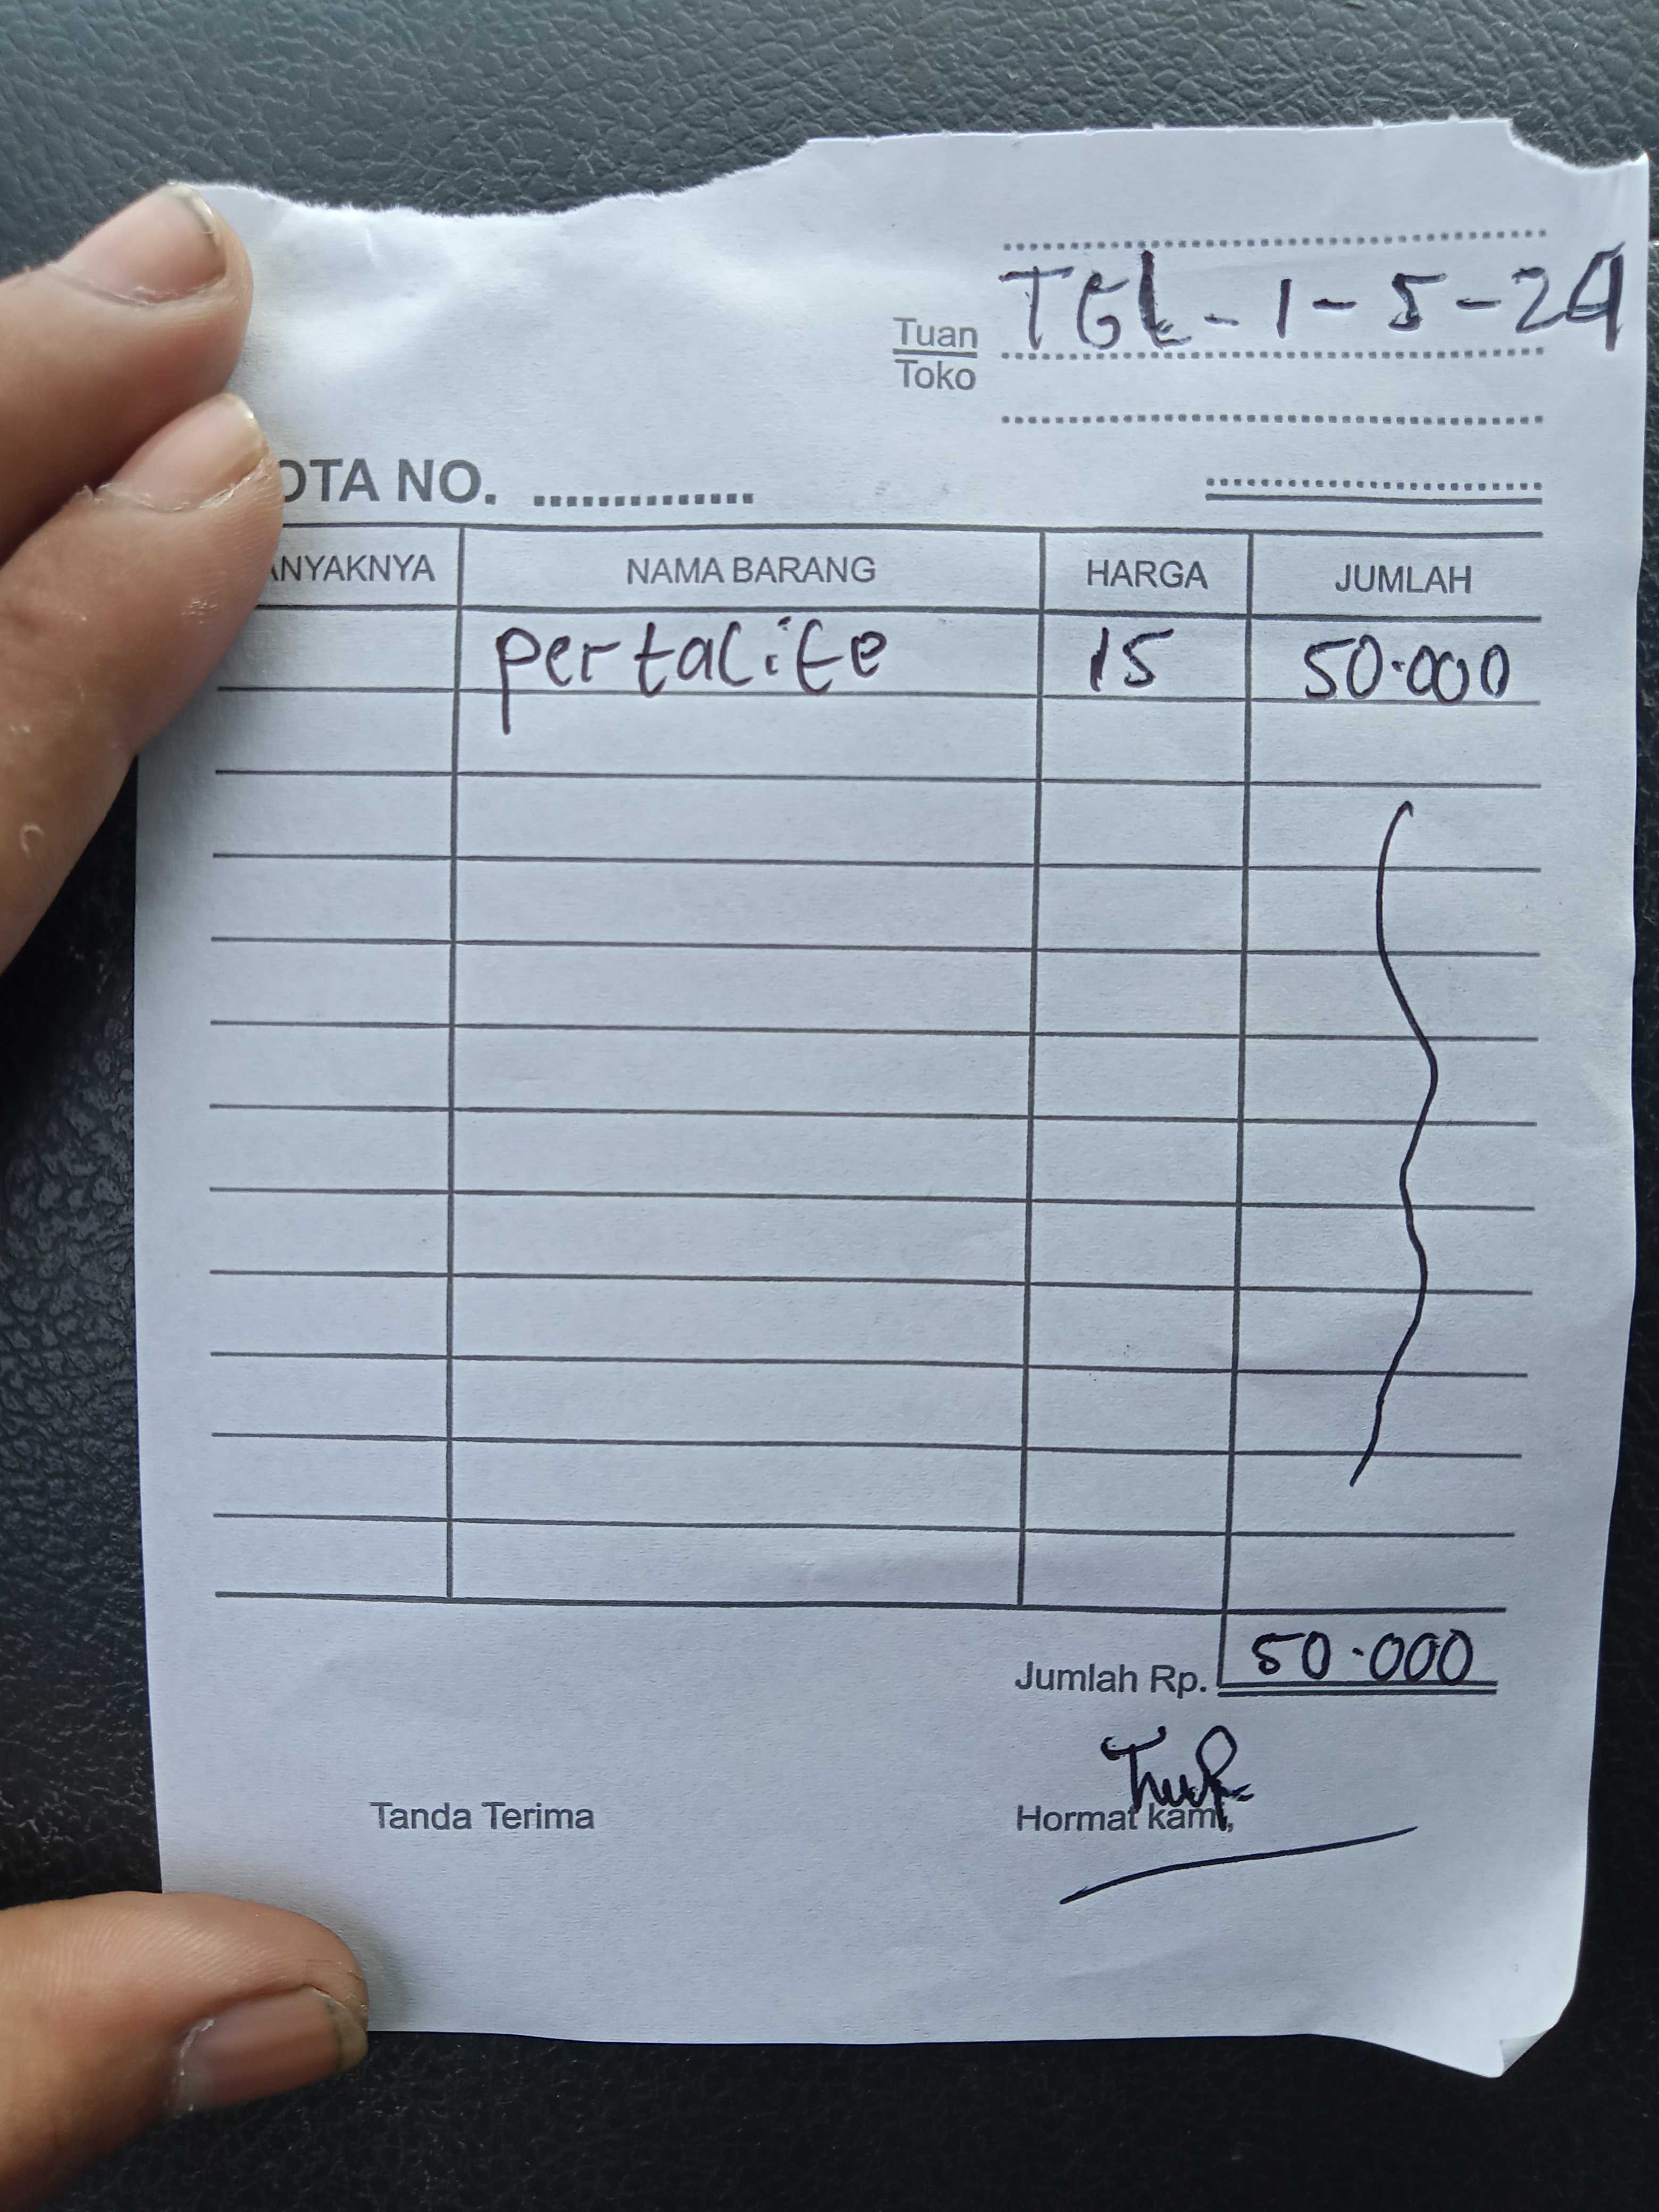 TGL - 1 - 5 - 24
Tuan
Toko
OTA NO. ..............
ANYAKNYA NAMA BARANG HARGA JUMLAH
pertalite 15 50.000
Jumlah Rp. 50.000
Tanda Terima Hormat kami,